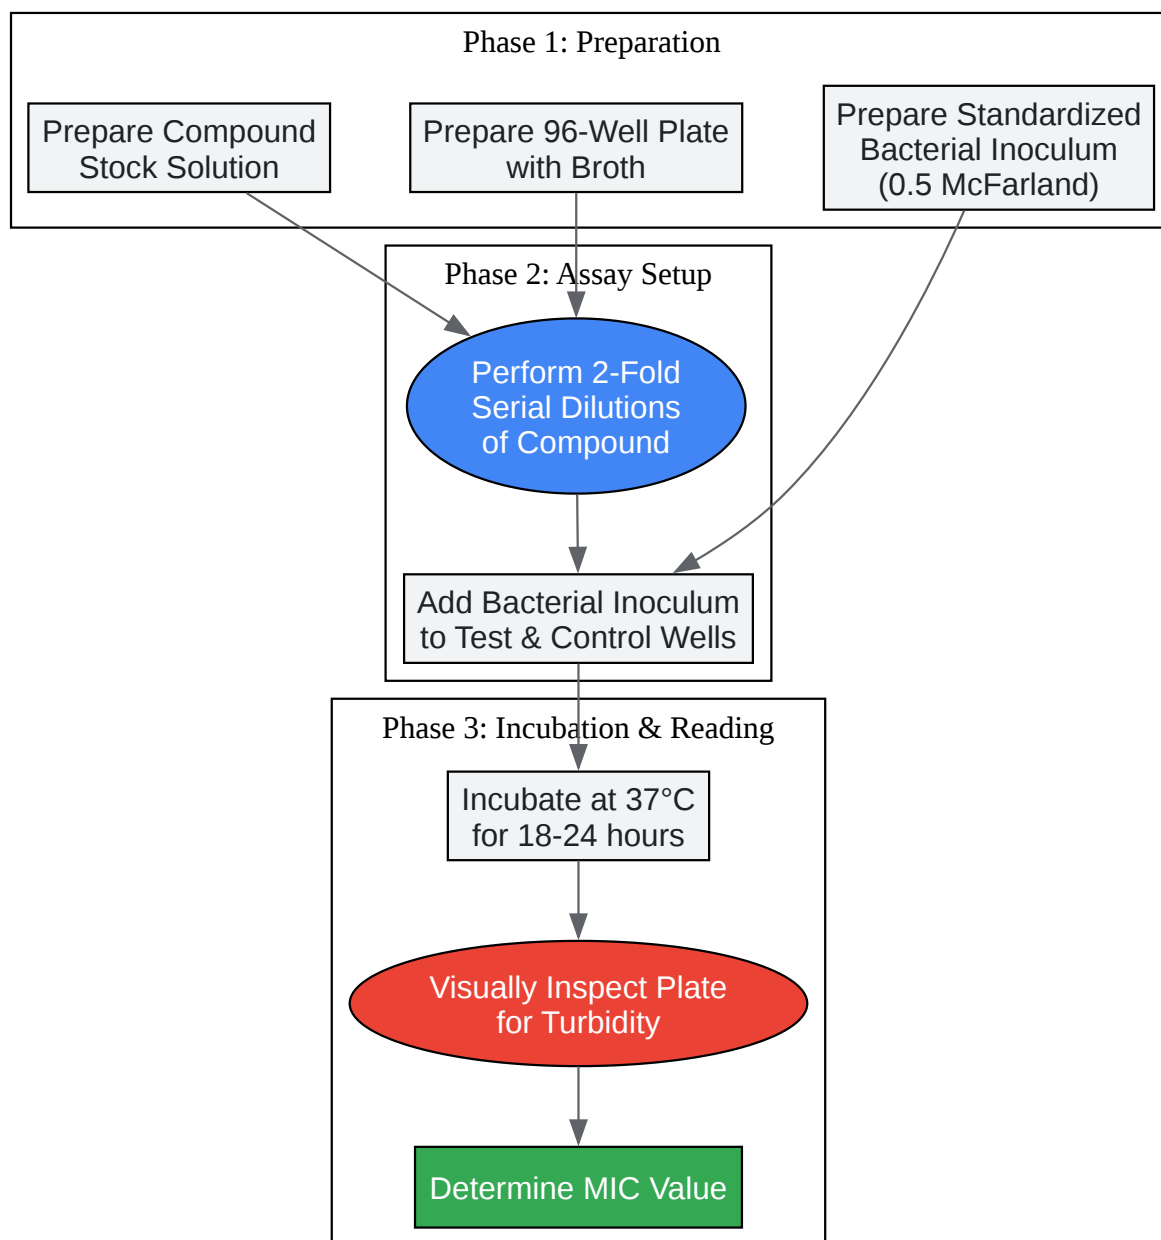 Phase 1: Preparation
Prepare Compound
Stock Solution
Prepare 96-Well Plate
with Broth
Prepare Standardized
Bacterial Inoculum
(0.5 McFarland)
Phase 2: Assay Setup
Perform 2-Fold
Serial Dilutions
of Compound
Add Bacterial Inoculum
to Test & Control Wells
Phase 3: Incubation & Reading
Incubate at 37°C
for 18-24 hours
Visually Inspect Plate
for Turbidity
Determine MIC Value